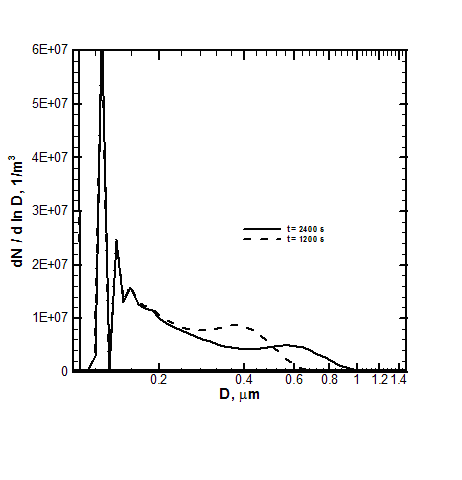 6E+07
5E+07
4E+07
3E+07
2E+07
1E+07
0
dN / d ln D, 1/m³
t = 2400 s
t = 1200 s
0.2 0.4 0.6 0.8 1 1.2 1.4
D, μm